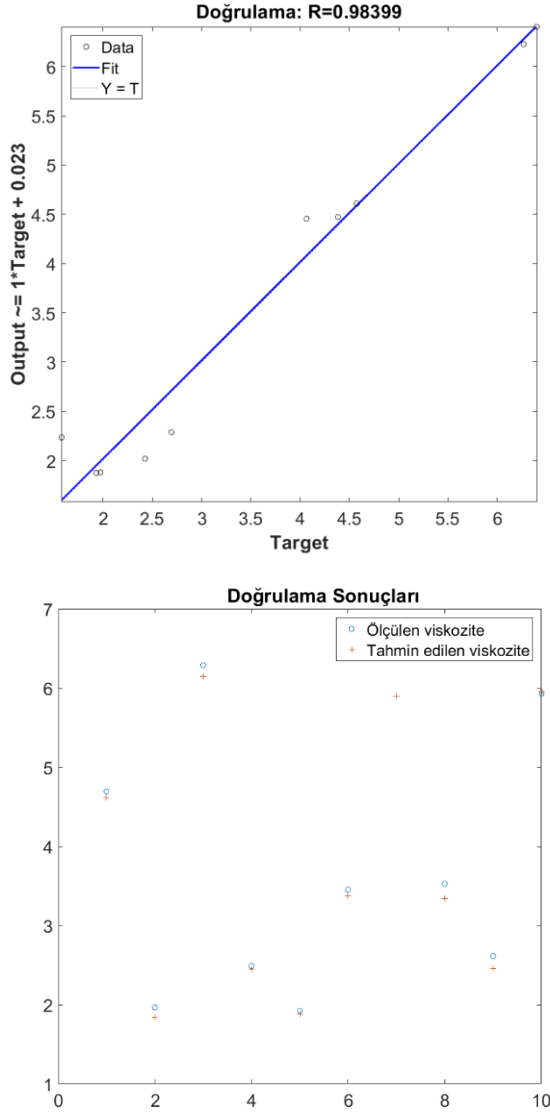 Doğrulama: R=0.98399
Data
Fit
Y = T
Output ~= 1*Target + 0.023
6
5.5
5
4.5
4
3.5
3
2.5
2
2 2.5 3 3.5 4 4.5 5 5.5 6
Target
Doğrulama Sonuçları
Ölçülen viskozite
Tahmin edilen viskozite
7
6
5
4
3
2
1
0 2 4 6 8 10